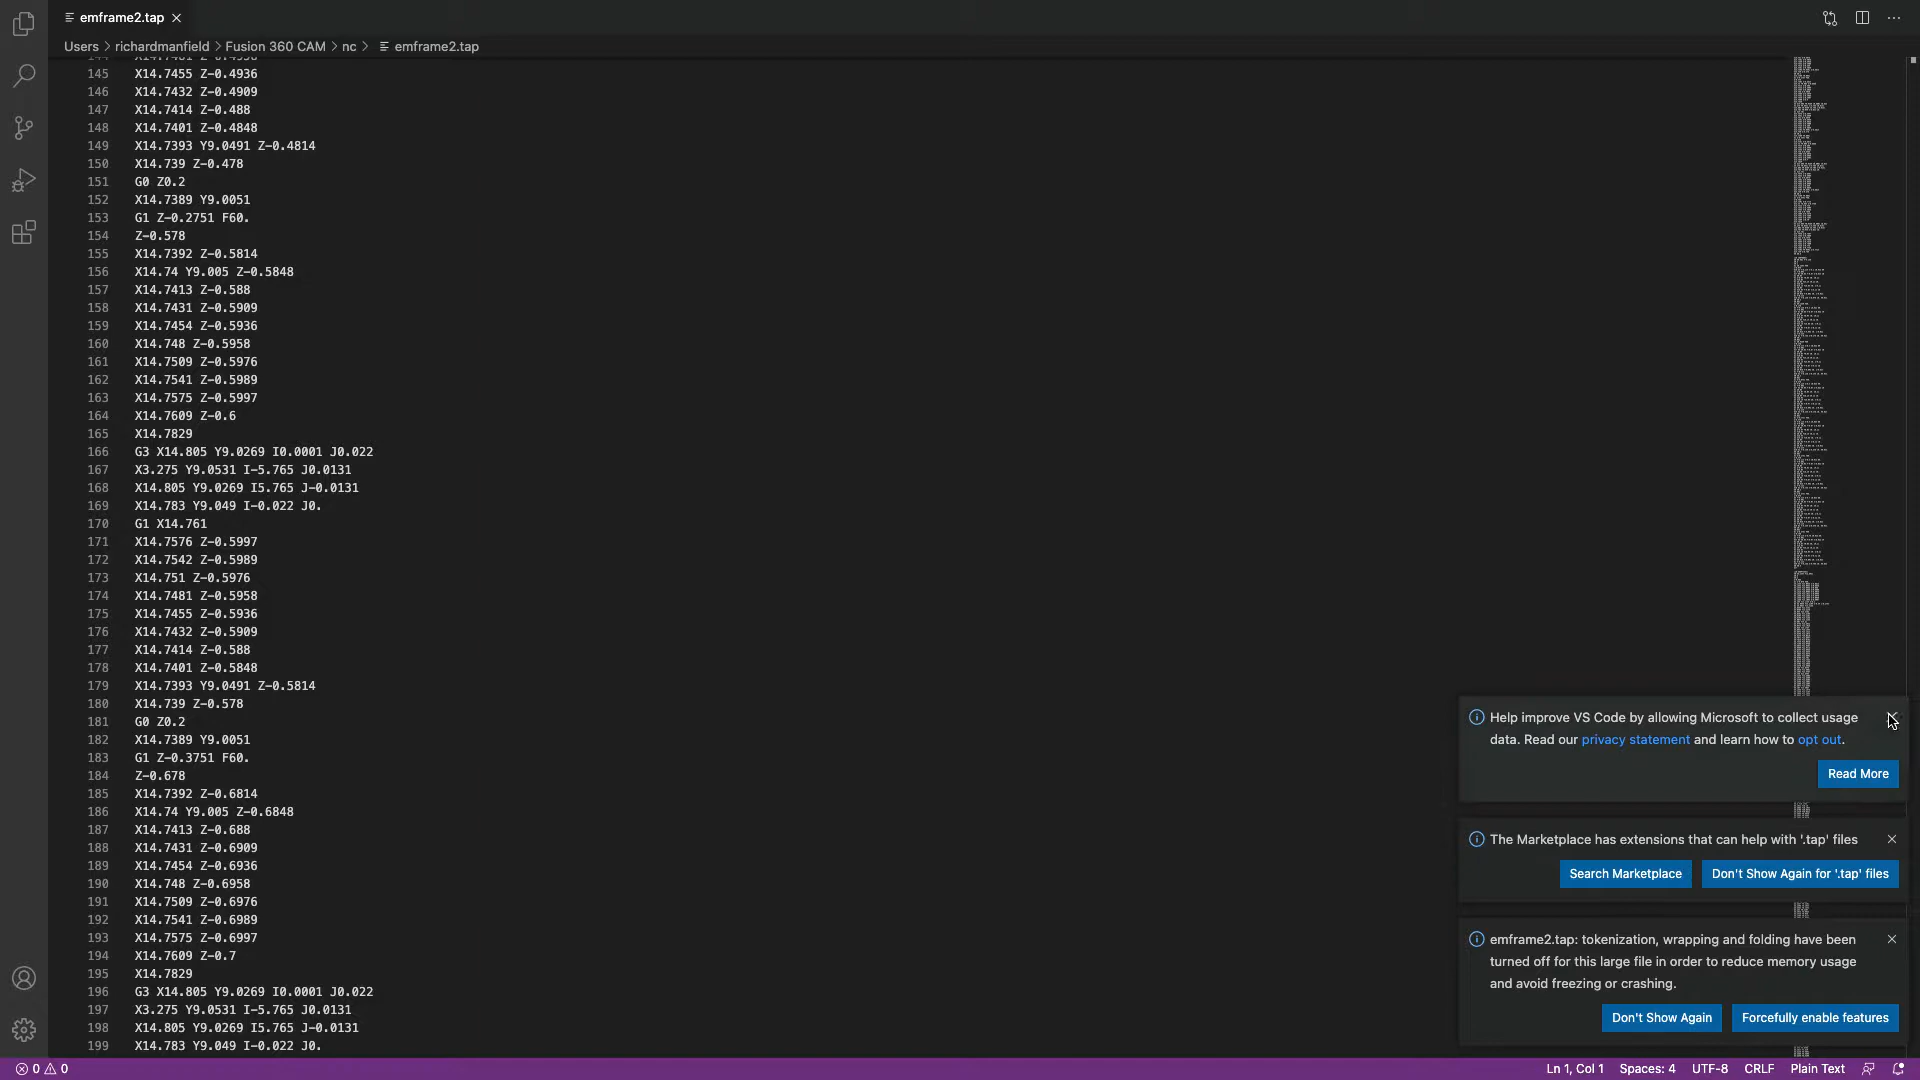 emframe2.tap
Users > richardmanfield > Fusion 360 CAM > nc > emframe2.tap
145 X14.7455 Z-0.4936
146 X14.7432 Z-0.4909
147 X14.7414 Z-0.488
148 X14.7401 Z-0.4848
149 X14.7393 Y9.0491 Z-0.4814
150 X14.739 Z-0.478
151 G0 Z0.2
152 X14.7389 Y9.0051
153 G1 Z-0.2751 F60.
154 Z-0.578
155 X14.7392 Z-0.5814
156 X14.74 Y9.005 Z-0.5848
157 X14.7413 Z-0.588
158 X14.7431 Z-0.5909
159 X14.7454 Z-0.5936
160 X14.748 Z-0.5958
161 X14.7509 Z-0.5976
162 X14.7541 Z-0.5989
163 X14.7575 Z-0.5997
164 X14.7609 Z-0.6
165 X14.7829
166 G3 X14.805 Y9.0269 I0.0001 J0.022
167 X3.275 Y9.0531 I-5.765 J0.0131
168 X14.805 Y9.0269 I5.765 J-0.0131
169 X14.783 Y9.049 I-0.022 J0.
170 G1 X14.761
171 X14.7576 Z-0.5997
172 X14.7542 Z-0.5989
173 X14.751 Z-0.5976
174 X14.7481 Z-0.5958
175 X14.7455 Z-0.5936
176 X14.7432 Z-0.5909
177 X14.7414 Z-0.588
178 X14.7401 Z-0.5848
179 X14.7393 Y9.0491 Z-0.5814
180 X14.739 Z-0.578
181 G0 Z0.2
182 X14.7389 Y9.0051
183 G1 Z-0.3751 F60.
184 Z-0.678
185 X14.7392 Z-0.6814
186 X14.74 Y9.005 Z-0.6848
187 X14.7413 Z-0.688
188 X14.7431 Z-0.6909
189 X14.7454 Z-0.6936
190 X14.748 Z-0.6958
191 X14.7509 Z-0.6976
192 X14.7541 Z-0.6989
193 X14.7575 Z-0.6997
194 X14.7609 Z-0.7
195 X14.7829
196 G3 X14.805 Y9.0269 I0.0001 J0.022
197 X3.275 Y9.0531 I-5.765 J0.0131
198 X14.805 Y9.0269 I5.765 J-0.0131
199 X14.783 Y9.049 I-0.022 J0.
Help improve VS Code by allowing Microsoft to collect usage
data. Read our privacy statement and learn how to opt out.
Read More
The Marketplace has extensions that can help with '.tap' files
Search Marketplace Don't Show Again for '.tap' files
emframe2.tap: tokenization, wrapping and folding have been
turned off for this large file in order to reduce memory usage
and avoid freezing or crashing.
Don't Show Again Forcefully enable features
0 0 Ln 1, Col 1 Spaces: 4 UTF-8 CRLF Plain Text